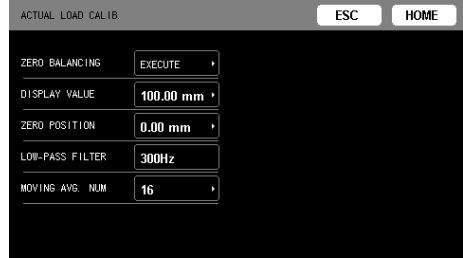 ACTUAL LOAD CALIB. ESC HOME
ZERO BALANCING EXECUTE
DISPLAY VALUE 100.00 mm
ZERO POSITION 0.00 mm
LOW-PASS FILTER 300Hz
MOVING AVG. NUM 16